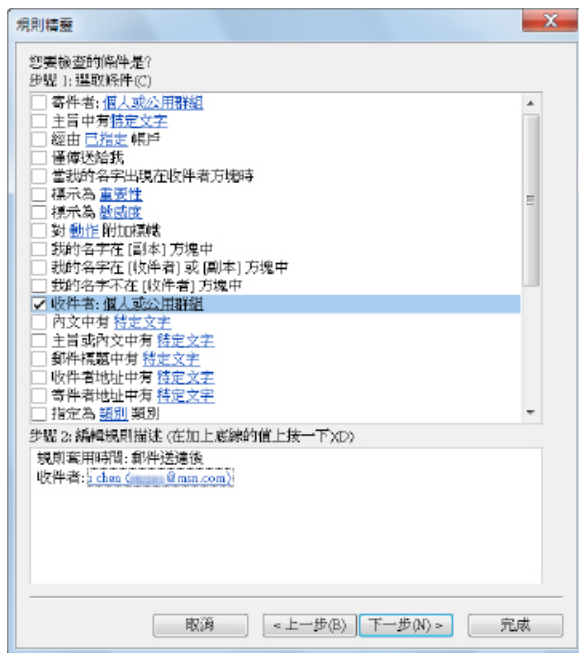 規則精靈
您要檢查的條件是?
步驟 1: 選取條件(C)
寄件者: 個人或公用群組
主旨中有特定文字
經由 已指定 帳戶
僅傳送給我
當我的名字出現在收件者方塊時
標示為 重要性
標示為 敏感度
對 動作 附加標幟
我的名字在 [副本] 方塊中
我的名字在 [收件者] 或 [副本] 方塊中
我的名字不在 [收件者] 方塊中
收件者: 個人或公用群組
內文中有 特定文字
主旨或內文中有 特定文字
郵件標題中有 特定文字
收件者地址中有 特定文字
寄件者地址中有 特定文字
指定為 類別 類別
步驟 2: 編輯規則描述 (在加上底線的值上按一下)(D)
規則套用時間: 郵件送達後
收件者: chen ( @msn.com)
取消
< 上一步(B)
下一步(N) >
完成